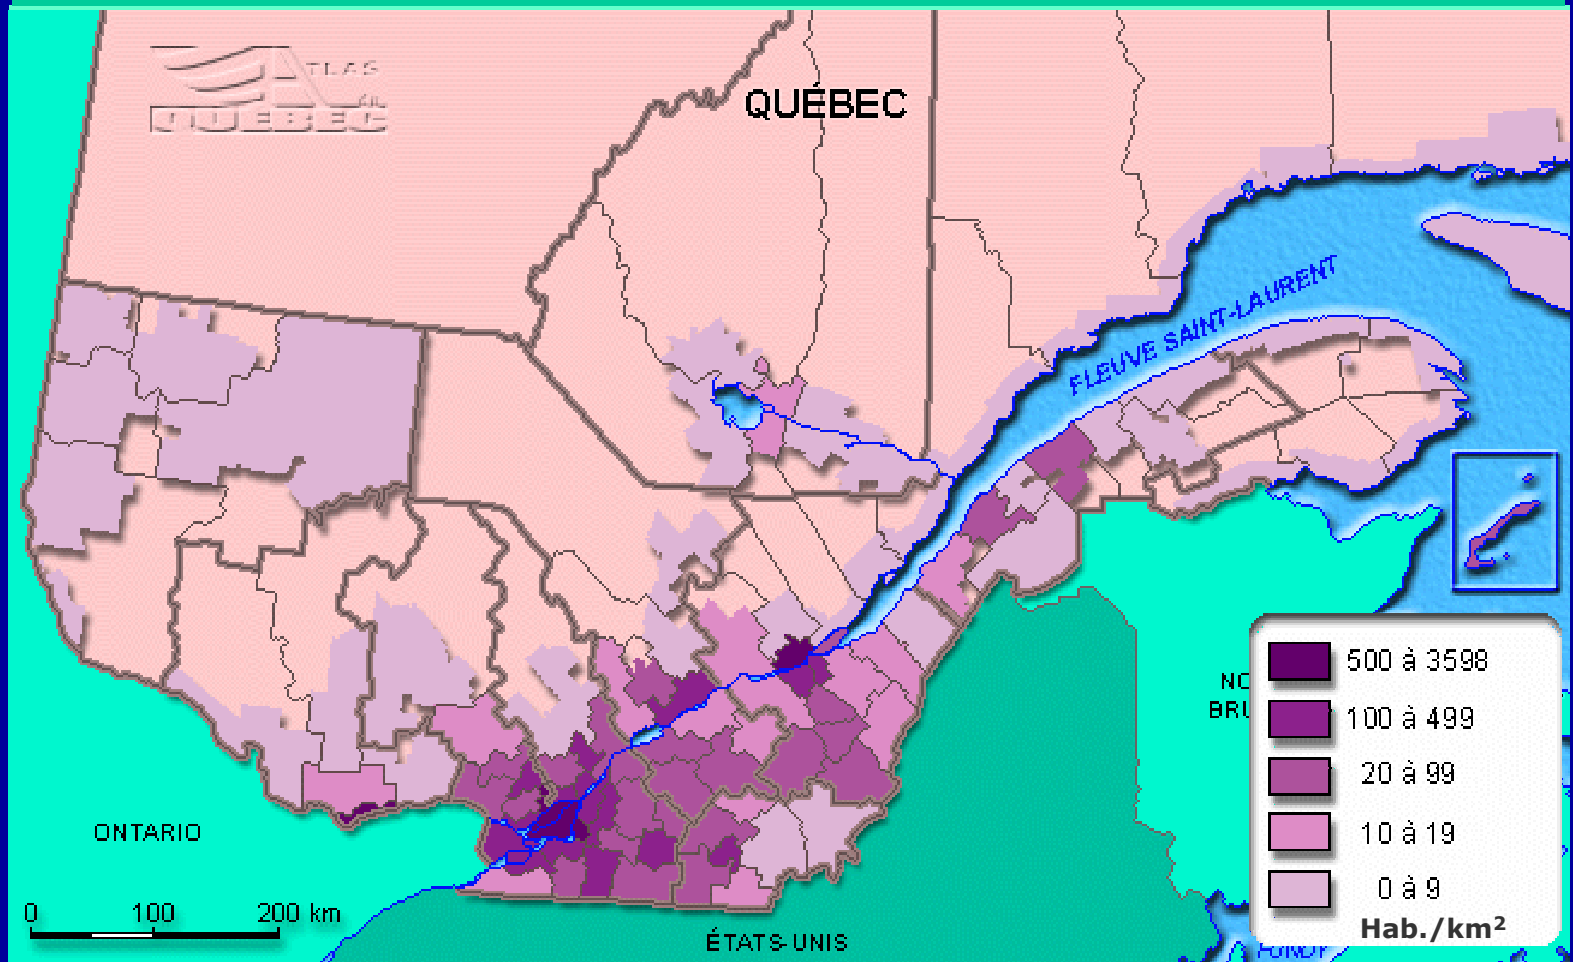 ATLAS
DU
QUÉBEC
QUÉBEC
FLEUVE SAINT-LAURENT
500 à 3598
100 à 499
20 à 99
10 à 19
0 à 9
Hab./km²
NO
BRU
ONTARIO
0 100 200 km
ÉTATS-UNIS